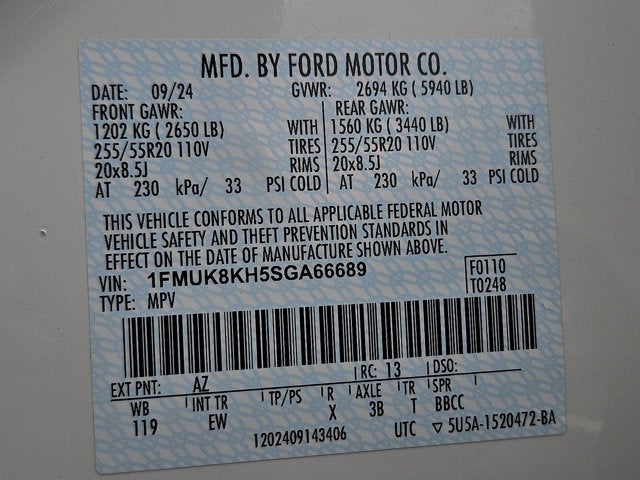 MFD. BY FORD MOTOR CO.
DATE: 09/24 GVWR: 2694 KG ( 5940 LB)
FRONT GAWR: REAR GAWR:
1202 KG ( 2650 LB) WITH 1560 KG ( 3440 LB) WITH
255/55R20 110V TIRES 255/55R20 110V TIRES
20x8.5J RIMS 20x8.5J RIMS
AT 230 kPa/ 33 PSI COLD AT 230 kPa/ 33 PSI COLD
THIS VEHICLE CONFORMS TO ALL APPLICABLE FEDERAL MOTOR
VEHICLE SAFETY AND THEFT PREVENTION STANDARDS IN
EFFECT ON THE DATE OF MANUFACTURE SHOWN ABOVE.
VIN: 1FMUK8KH5SGA66689 F0110
TYPE: MPV T0248
EXT PNT: AZ RC: 13 DSO:
WB INT TR TP/PS R AXLE TR SPR
119 EW X 3B T BBCC
1202409143406 UTC ▽ 5U5A-1520472-BA